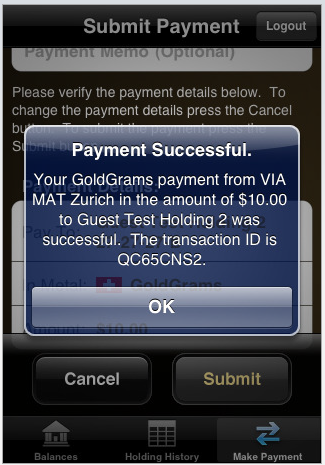 Submit Payment
Logout
Payment Memo (Optional)
Please verify the payment details below. To
change the payment details press the Cancel
button. To submit the payment press the
Submit bu
Payment Successful.
Payment Details:
Your GoldGrams payment from VIA
MAT Zurich in the amount of $10.00
to Guest Test Holding 2 was
successful. The transaction ID is
QC65CNS2.
Pay To:
In Metal: GoldGrams
OK
Amount: $10.00
Cancel
Submit
Balances
Holding History
Make Payment